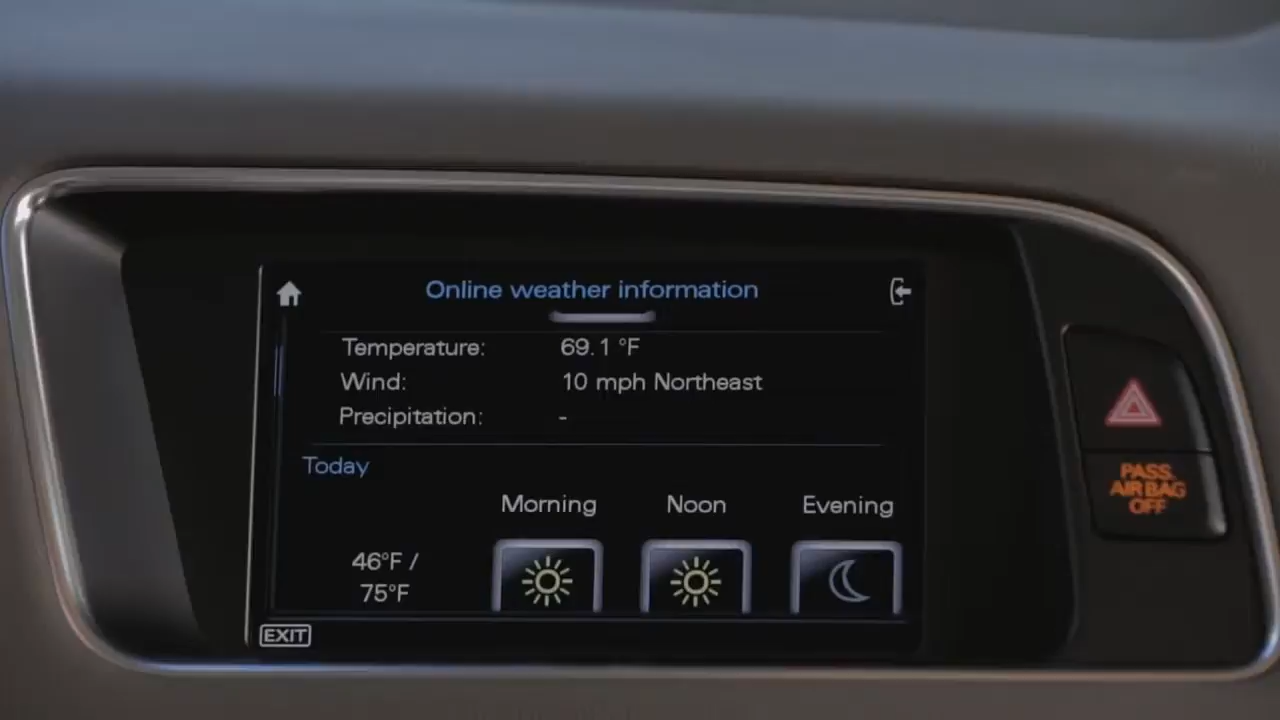 Online weather information
Temperature: 69.1 °F
Wind: 10 mph Northeast
Precipitation: -
Today
Morning Noon Evening
46°F /
75°F
EXIT
PASS
AIR BAG
OFF